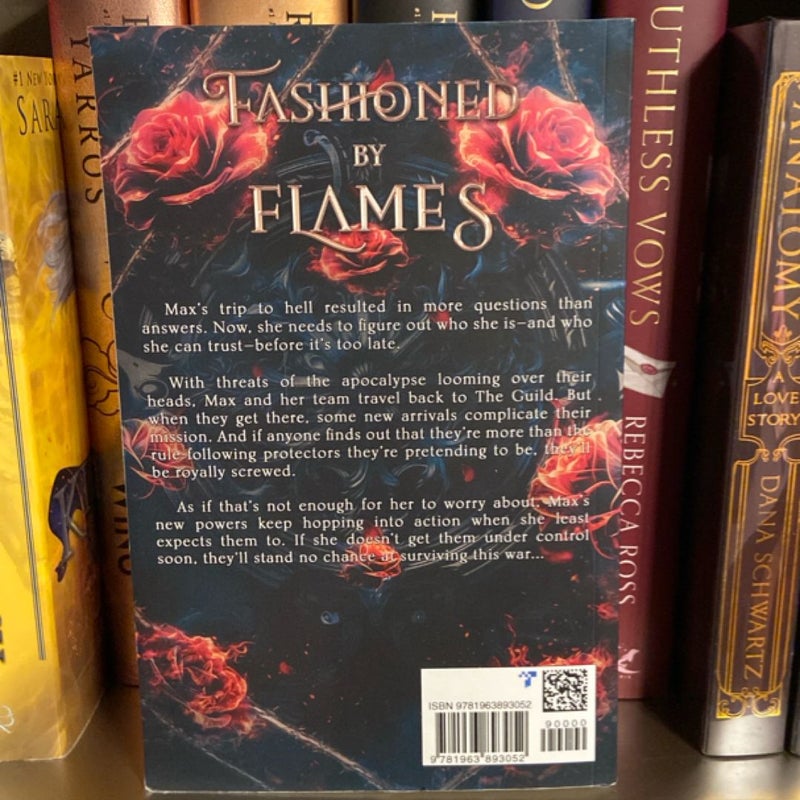 FASHIONED
BY
FLAMES
Max's trip to hell resulted in more questions than
answers. Now, she needs to figure out who she is—and who
she can trust—before it's too late.
With threats of the apocalypse looming over their
heads, Max and her team travel back to The Guild. But
when they get there, some new arrivals complicate their
mission. And if anyone finds out that they're more than the
rule-following protectors they're pretending to be, they'll
be royally screwed.
As if that's not enough for her to worry about, Max's
new powers keep hopping into action when she least
expects them to. If she doesn't get them under control
soon, they'll stand no chance at surviving this war...
ISBN 9781963893052
90000
9 781963 893052
#1 NEW
SARA
YARROS
WING
UTHLESS VOWS
REBECCA ROSS
ANATOMY
A
LOVE
STORY
DANA SCHWARTZ